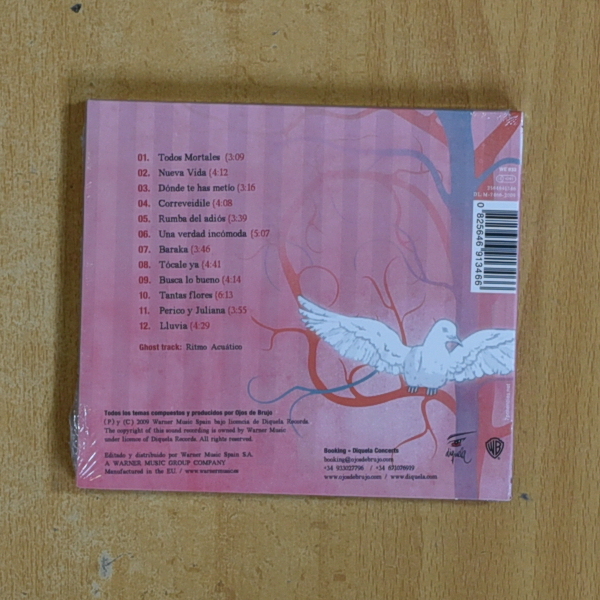 01. Todos Mortales (3:09
02. Nueva Vida (4:12
03. Dónde te has metío (3:16
04. Correveidile (4:08
05. Rumba del adiós (3:39
06. Una verdad incómoda (5:07
07. Baraka (3:46
08. Tócale ya (4:41
09. Busca lo bueno (4:14
10. Tantas flores (6:13
11. Perico y Juliana (3:55
12. Lluvia (4:29
Ghost track: Ritmo Acuático
0 825646 913466
Todos los temas compuestos y producidos por Ojos de Brujo
(P) y (C) 2009 Warner Music Spain bajo licencia de Diquela Records.
The copyright of this sound recording is owned by Warner Music
under licence of Diquela Records. All rights reserved.
Editado y distribuido por Warner Music Spain S.A.
A WARNER MUSIC GROUP COMPANY
Manufactured in the EU. / www.warnermusic.es
Booking - Diquela Concerts
booking@ojosdebrujo.com
www.ojosdebrujo.com / www.diquela.com
diquela
WB